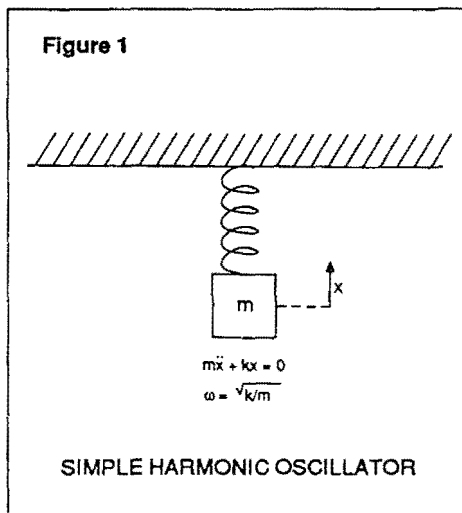 Figure 1
m
x
mẍ + kx = 0
ω = √k/m
SIMPLE HARMONIC OSCILLATOR